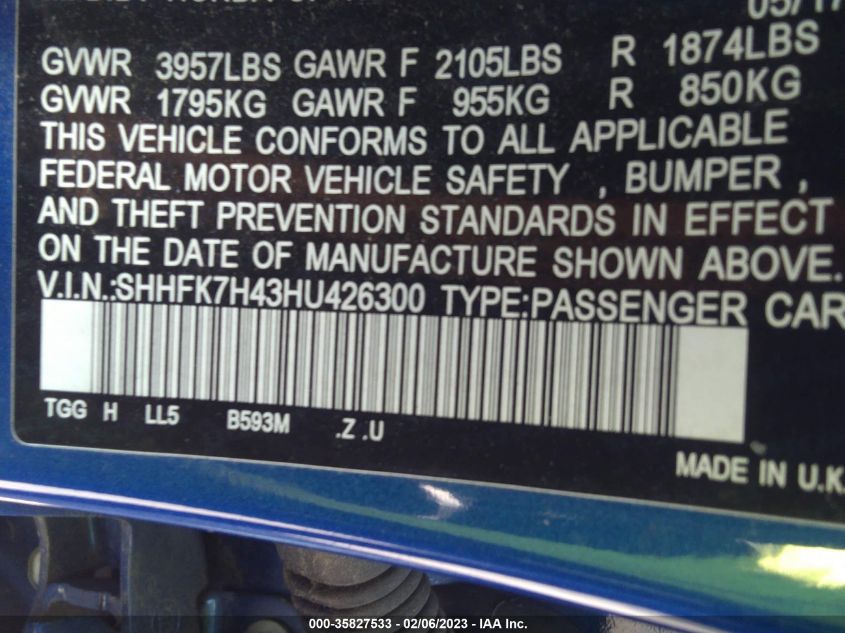 05/17
GVWR 3957LBS GAWR F 2105LBS R 1874LBS
GVWR 1795KG GAWR F 955KG R 850KG
THIS VEHICLE CONFORMS TO ALL APPLICABLE
FEDERAL MOTOR VEHICLE SAFETY , BUMPER ,
AND THEFT PREVENTION STANDARDS IN EFFECT
ON THE DATE OF MANUFACTURE SHOWN ABOVE.
V.I.N.:SHHFK7H43HU426300 TYPE:PASSENGER CAR
TGG H LL5 B593M .Z .U
MADE IN U.K.
000-35827533 - 02/06/2023 - IAA Inc.